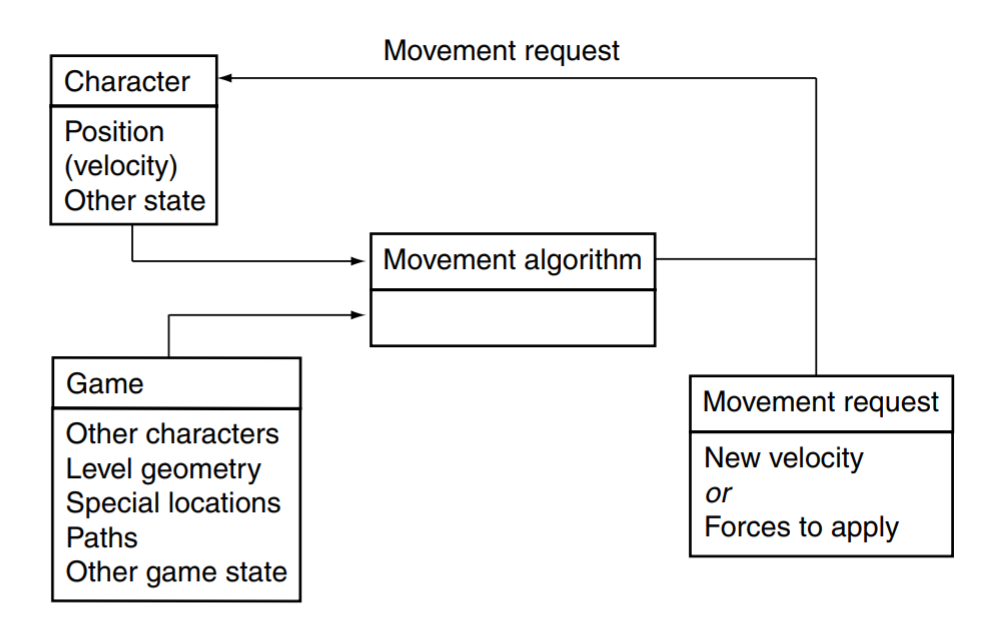 Movement request
Character
Position
(velocity)
Other state
Movement algorithm
Game
Other characters
Level geometry
Special locations
Paths
Other game state
Movement request
New velocity
or
Forces to apply